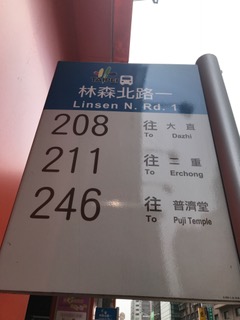 Taipei
林森北路一
Linsen N. Rd. 1
208 往 大直
To Dazhi
211 往 二重
To Erchong
246 往 普濟堂
To Puji Temple